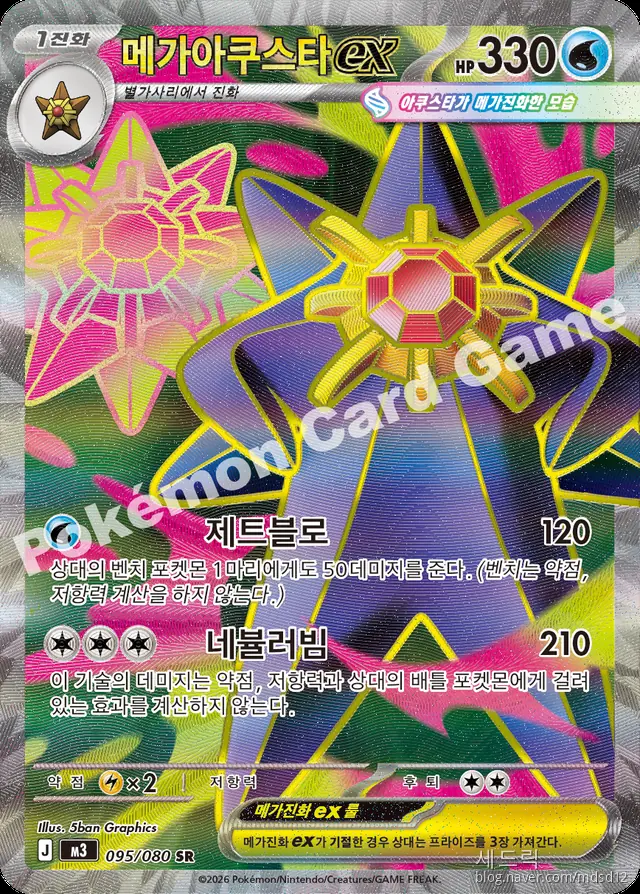 1진화
메가아쿠스타ex
HP330
별가사리에서 진화
아쿠스타가 메가진화한 모습
Pokémon Card Game
제트블로 120
상대의 벤치 포켓몬 1마리에게도 50데미지를 준다. (벤치는 약점,
저항력 계산을 하지 않는다.)
네뷸러빔 210
이 기술의 데미지는 약점, 저항력과 상대의 배틀 포켓몬에게 걸려
있는 효과를 계산하지 않는다.
약점 ×2 저항력 후퇴
Illus. 5ban Graphics
메가진화 ex 룰
메가진화 ex가 기절한 경우 상대는 프라이즈를 3장 가져간다.
J M3 095/080 SR
세드릭
blog.naver.com/mdsd12
©2026 Pokémon/Nintendo/Creatures/GAME FREAK.